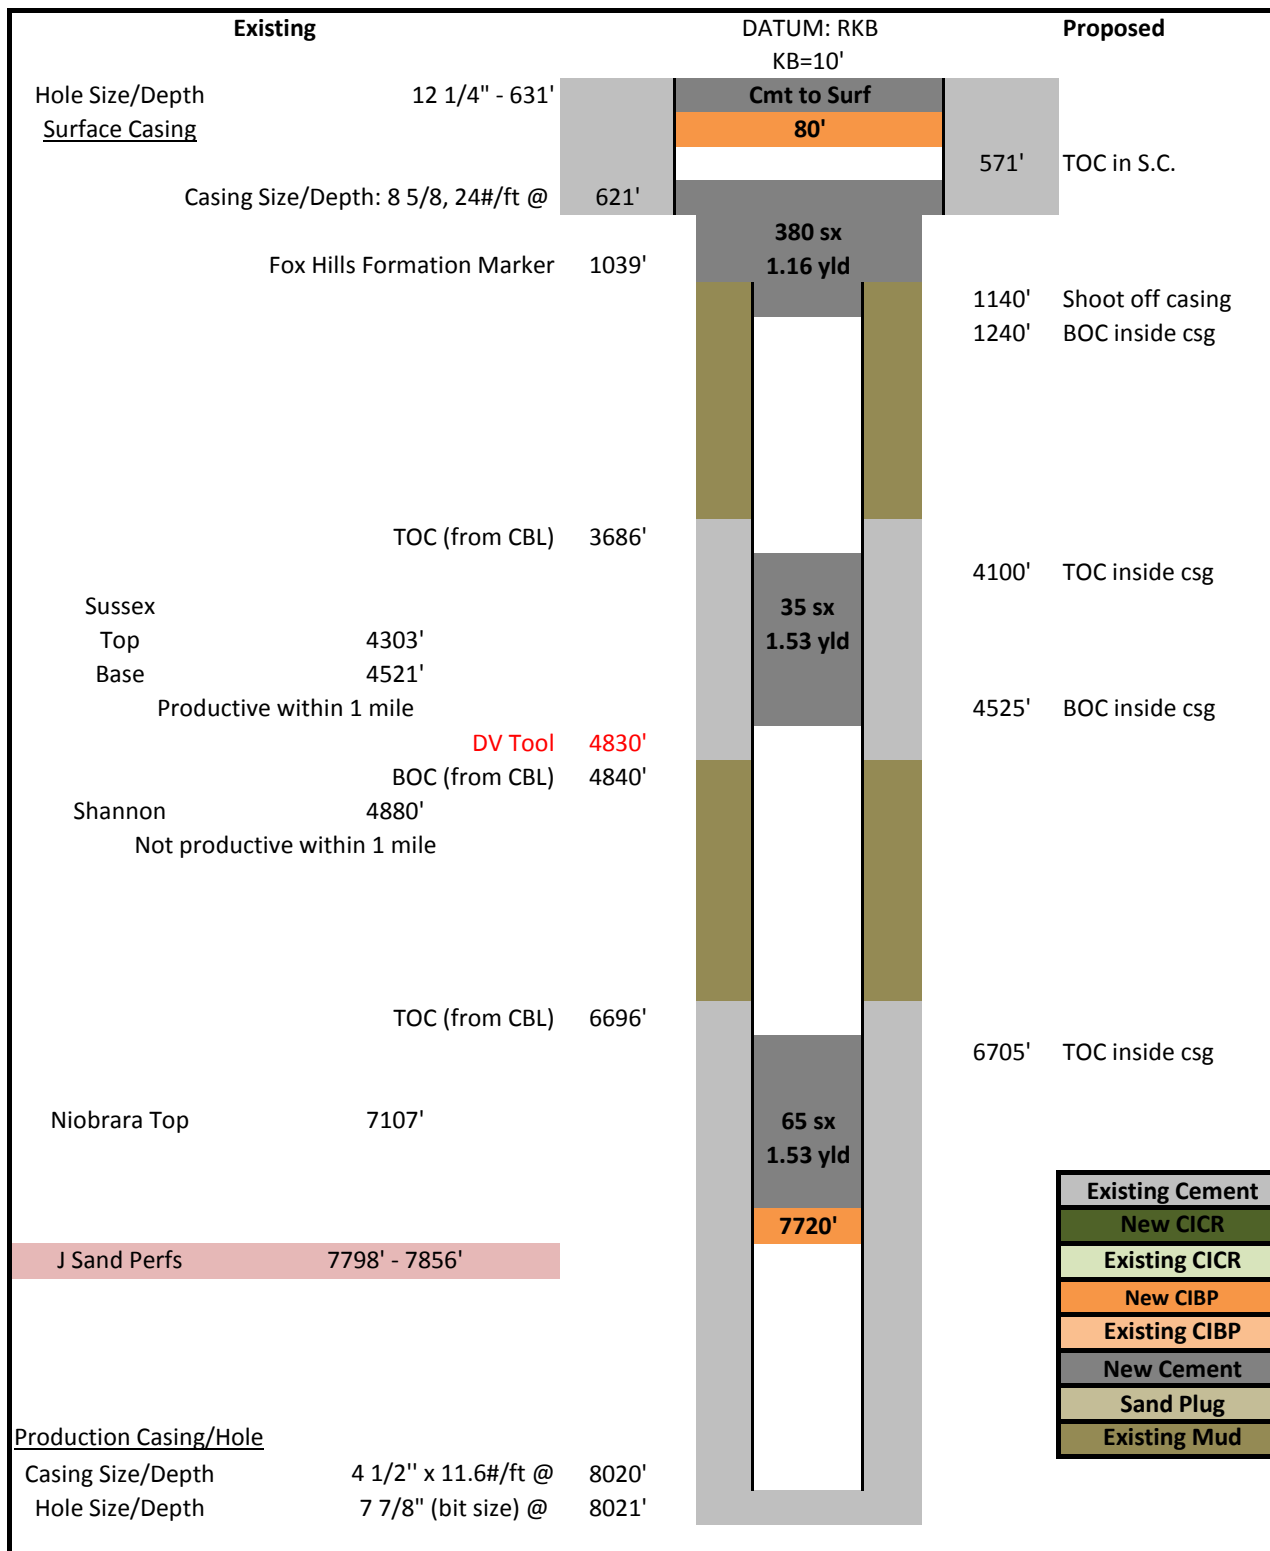 Existing DATUM: RKB Proposed
KB=10'
Hole Size/Depth 12 1/4" - 631' Cmt to Surf
Surface Casing 80'
571' TOC in S.C.
Casing Size/Depth: 8 5/8, 24#/ft @ 621'
380 sx
Fox Hills Formation Marker 1039' 1.16 yld
1140' Shoot off casing
1240' BOC inside csg
TOC (from CBL) 3686'
4100' TOC inside csg
Sussex 35 sx
Top 4303' 1.53 yld
Base 4521'
Productive within 1 mile 4525' BOC inside csg
DV Tool 4830'
BOC (from CBL) 4840'
Shannon 4880'
Not productive within 1 mile
TOC (from CBL) 6696'
6705' TOC inside csg
Niobrara Top 7107' 65 sx
1.53 yld
Existing Cement
7720' New CICR
J Sand Perfs 7798' - 7856' Existing CICR
New CIBP
Existing CIBP
New Cement
Sand Plug
Production Casing/Hole Existing Mud
Casing Size/Depth 4 1/2'' x 11.6#/ft @ 8020'
Hole Size/Depth 7 7/8" (bit size) @ 8021'